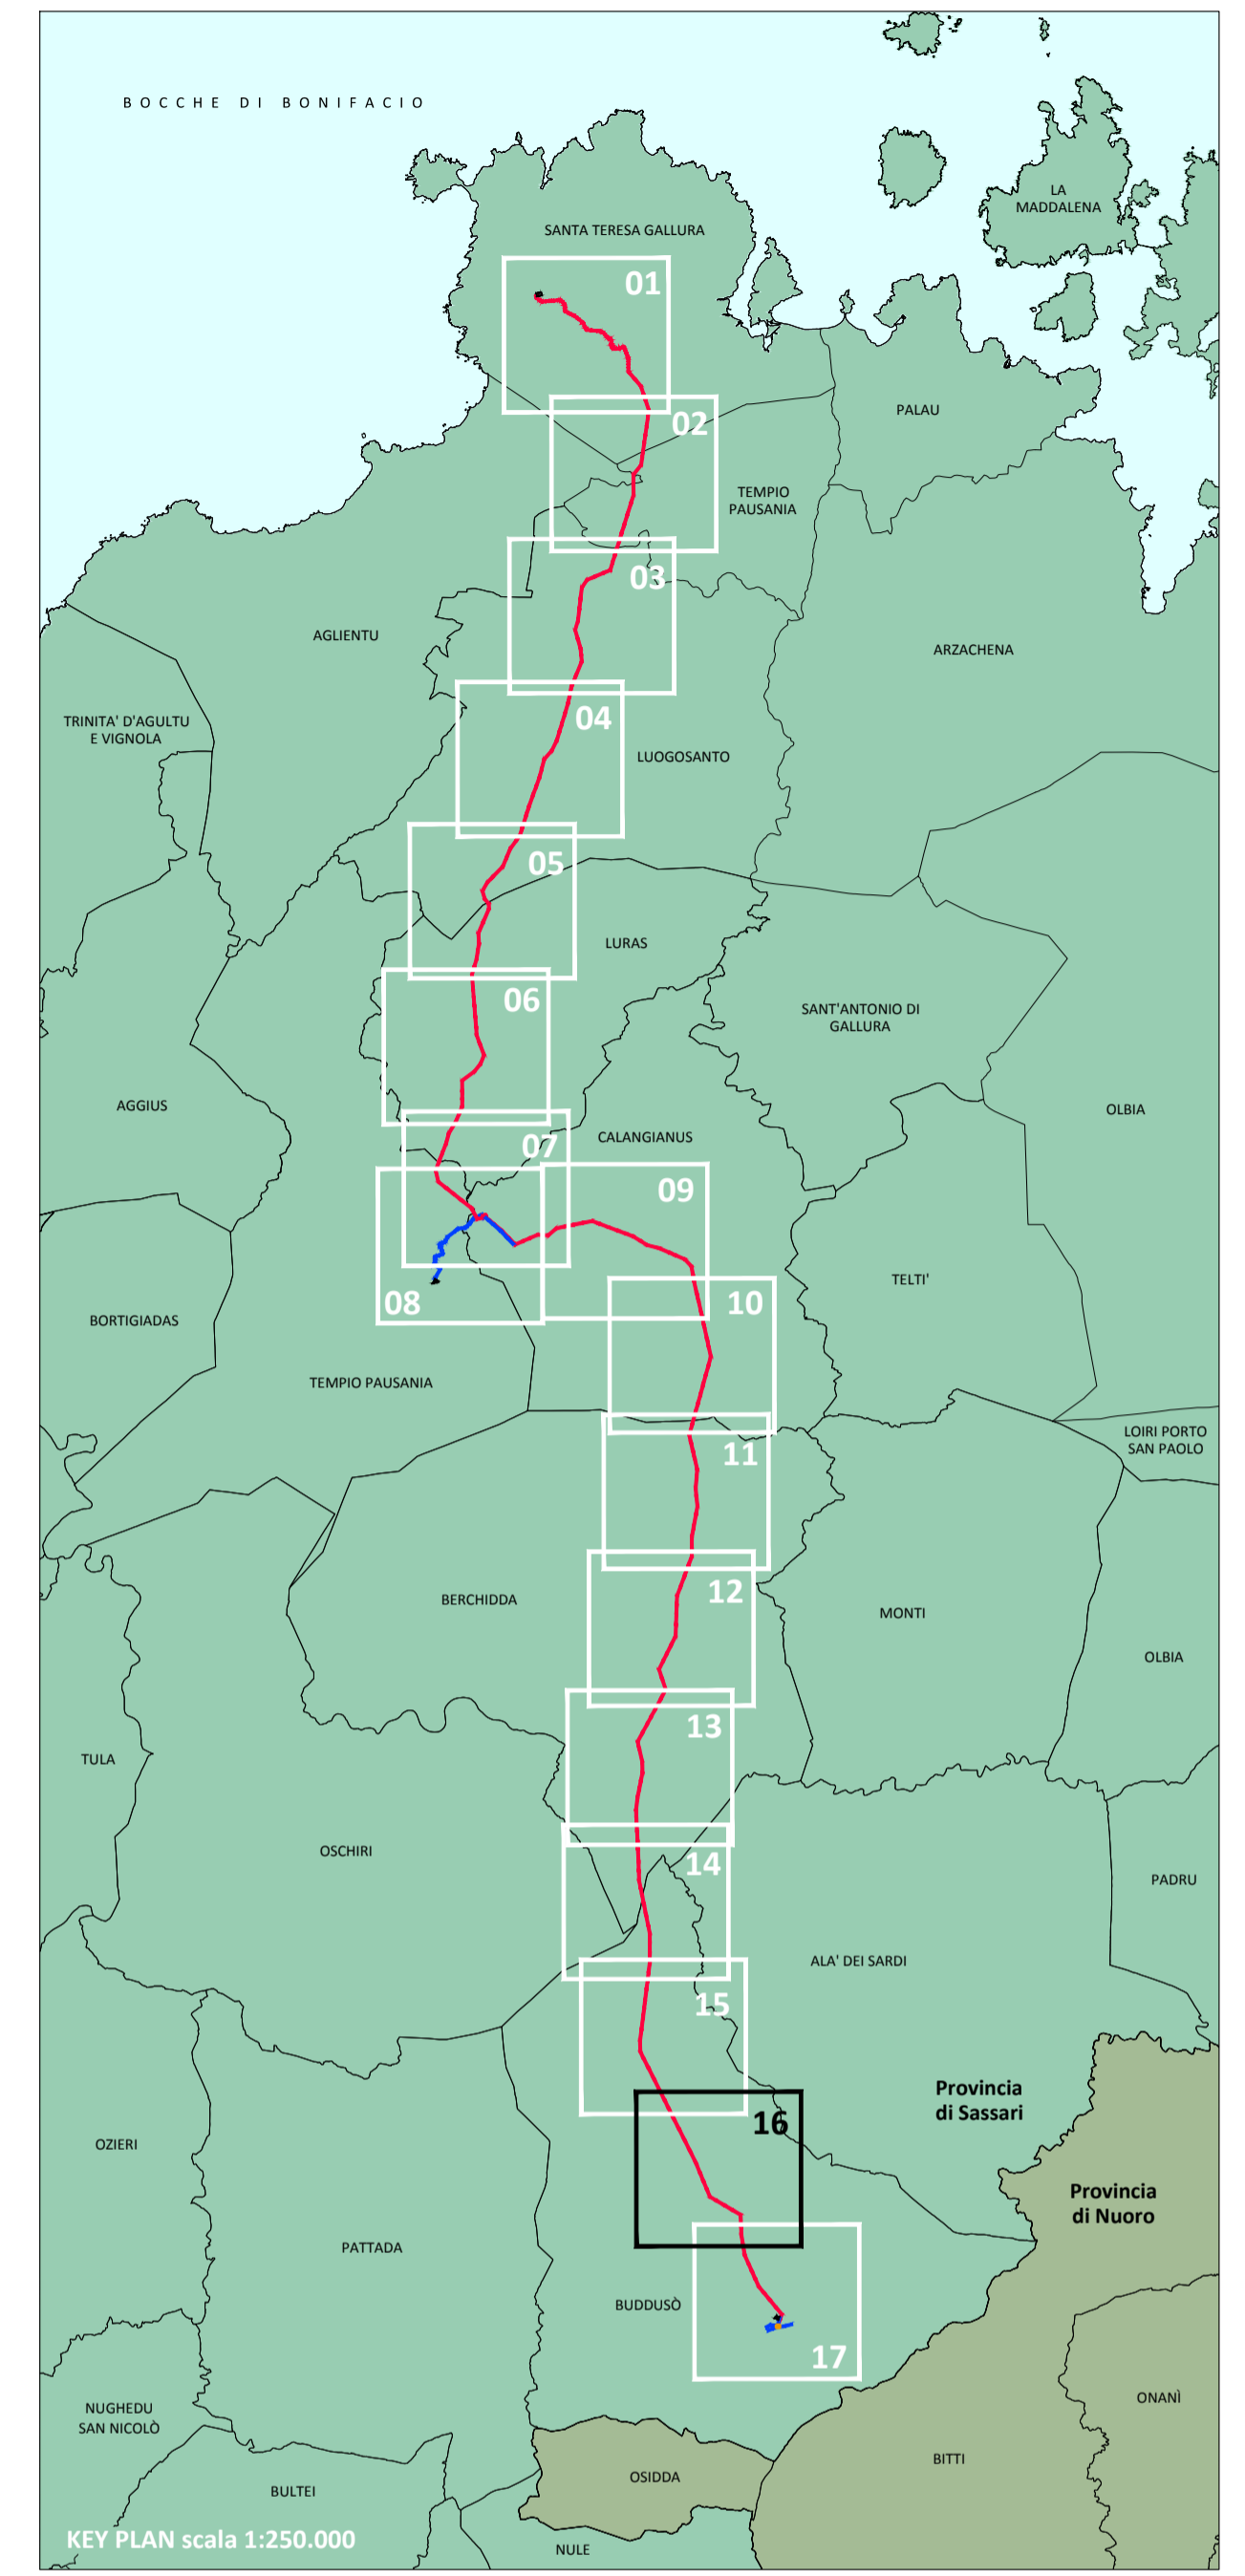 BOCCHE DI BONIFACIO
LA
MADDALENA
SANTA TERESA GALLURA
01
PALAU
02
TEMPIO
PAUSANIA
03
AGLIENTU
ARZACHENA
TRINITA' D'AGULTU
E VIGNOLA
04
LUOGOSANTO
05
LURAS
06
SANT'ANTONIO DI
GALLURA
AGGIUS
OLBIA
CALANGIANUS
07
09
TELTI'
08
10
BORTIGIADAS
TEMPIO PAUSANIA
LOIRI PORTO
SAN PAOLO
11
12
BERCHIDDA
MONTI
OLBIA
13
TULA
OSCHIRI
14
PADRU
ALA' DEI SARDI
15
Provincia
di Sassari
16
OZIERI
Provincia
di Nuoro
PATTADA
BUDDUSÒ
17
ONANÌ
NUGHEDU
SAN NICOLÒ
BITTI
OSIDDA
BULTEI
KEY PLAN scala 1:250.000
NULE